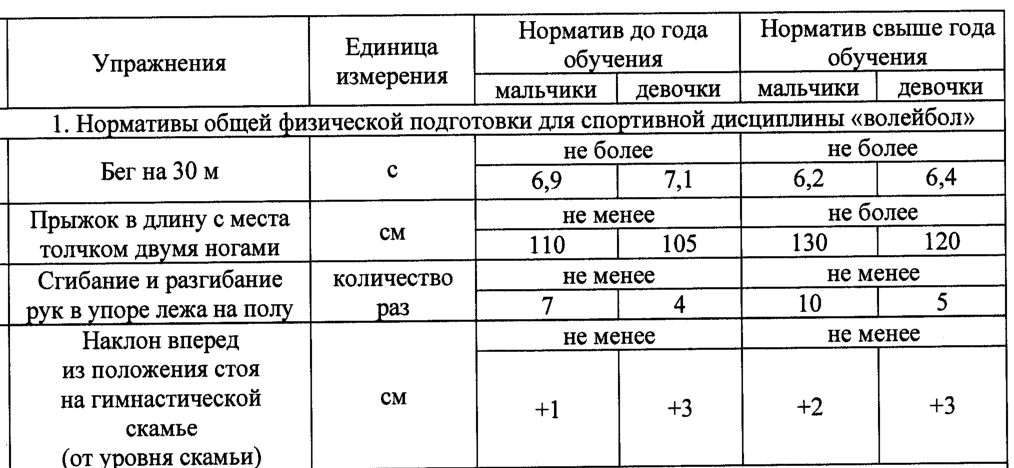 Упражнения
Единица
измерения
Норматив до года
обучения
Норматив свыше года
обучения
мальчики
девочки
мальчики
девочки
1. Нормативы общей физической подготовки для спортивной дисциплины «волейбол»
Бег на 30 м
с
не более
не более
6,9
7,1
6,2
6,4
Прыжок в длину с места
толчком двумя ногами
см
не менее
не более
110
105
130
120
Сгибание и разгибание
рук в упоре лежа на полу
количество
раз
не менее
не менее
7
4
10
5
Наклон вперед
из положения стоя
на гимнастической
скамье
(от уровня скамьи)
см
не менее
не менее
+1
+3
+2
+3